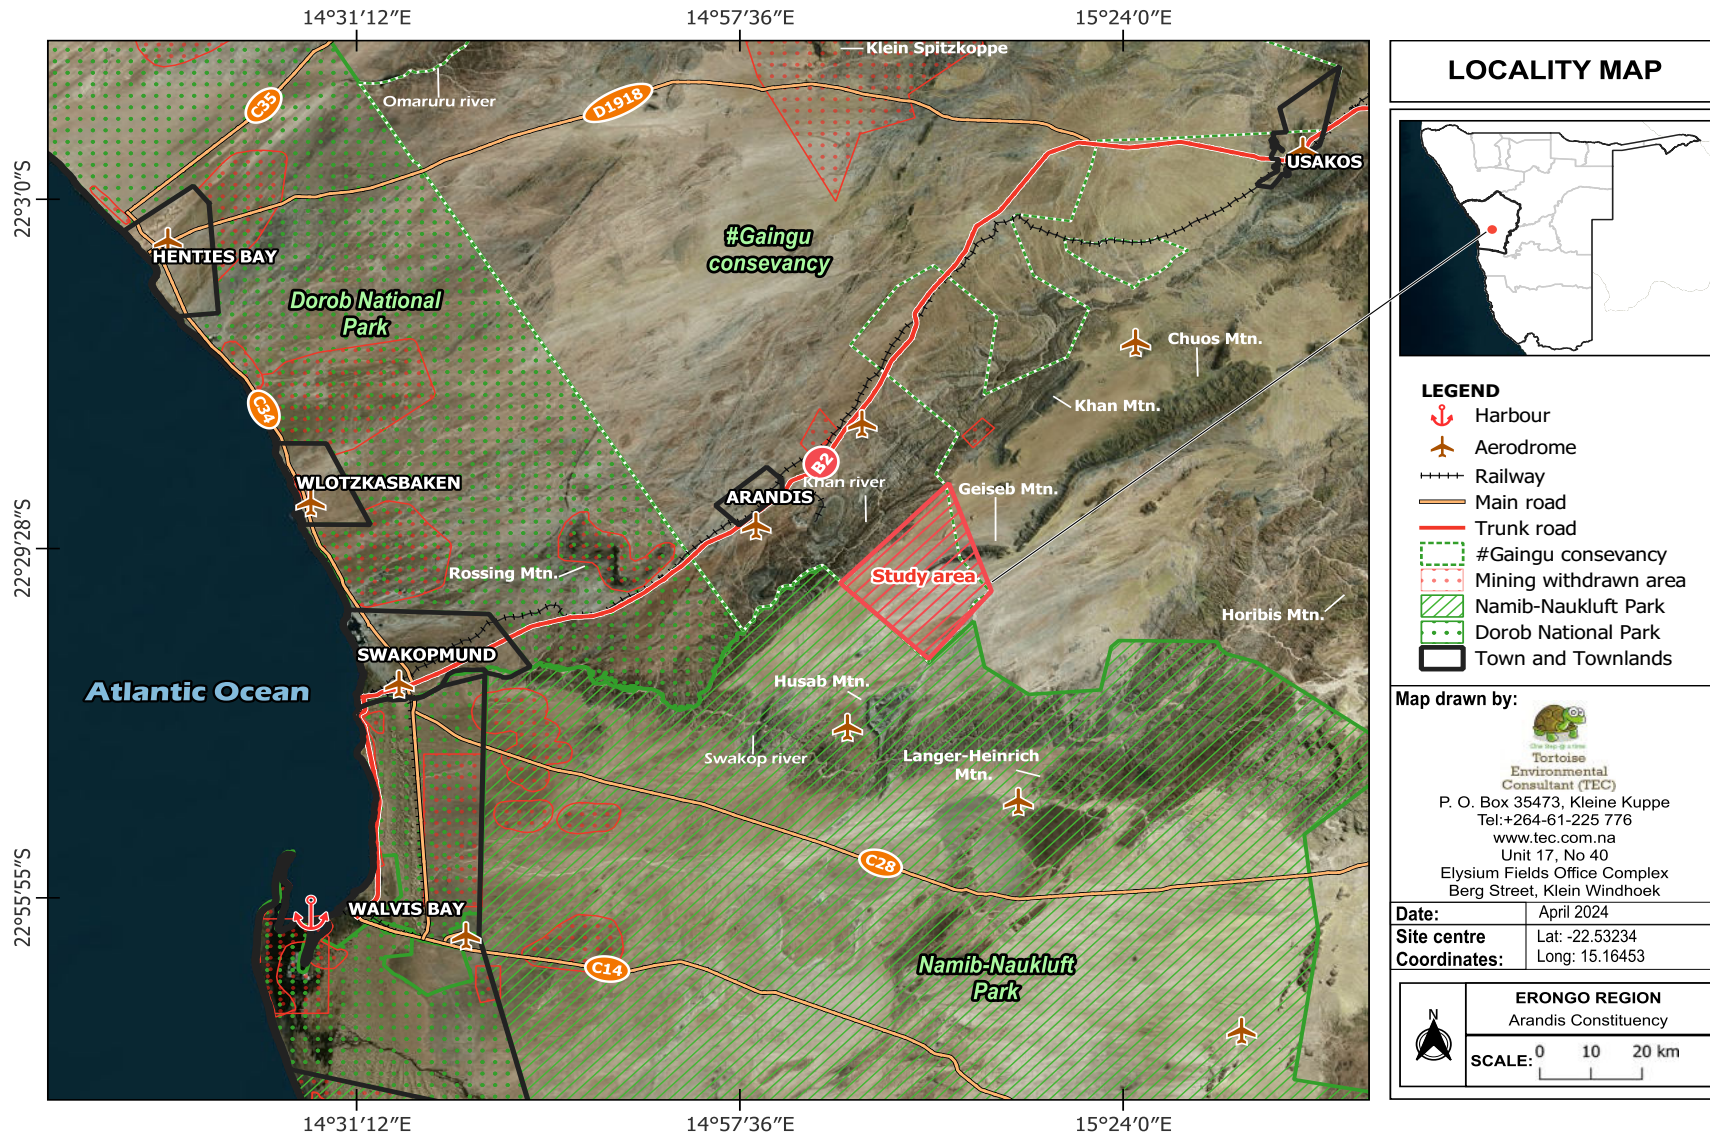 14°31′12″E
14°57′36″E
15°24′0″E
22°3′0″S
22°29′28″S
22°55′55″S
Klein Spitzkoppe
Omaruru river
C35
D1918
USAKOS
HENTIES BAY
#Gaingu
consevancy
Dorob National
Park
Chuos Mtn.
Khan Mtn.
C34
B2
WLOTZKASBAKEN
ARANDIS
Khan river
Geiseb Mtn.
Rossing Mtn.
Study area
Horibis Mtn.
SWAKOPMUND
Atlantic Ocean
Husab Mtn.
Swakop river
Langer-Heinrich
Mtn.
C28
WALVIS BAY
C14
Namib-Naukluft
Park
14°31′12″E
14°57′36″E
15°24′0″E
LOCALITY MAP
LEGEND
Harbour
Aerodrome
Railway
Main road
Trunk road
#Gaingu consevancy
Mining withdrawn area
Namib-Naukluft Park
Dorob National Park
Town and Townlands
Map drawn by:
One Step @ a time
Tortoise
Environmental
Consultant (TEC)
P. O. Box 35473, Kleine Kuppe
Tel:+264-61-225 776
www.tec.com.na
Unit 17, No 40
Elysium Fields Office Complex
Berg Street, Klein Windhoek
Date: April 2024
Site centre Lat: -22.53234
Coordinates: Long: 15.16453
N
ERONGO REGION
Arandis Constituency
SCALE: 0 10 20 km